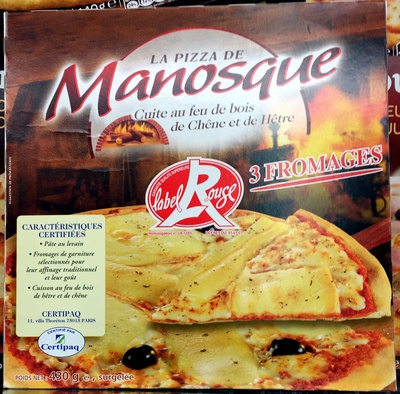 LA PIZZA DE
Manosque
Cuite au feu de bois
de Chêne et de Hêtre
3 FROMAGES
Label Rouge
CARACTÉRISTIQUES
CERTIFIÉES
• Pâte au levain
• Fromages de garniture
sélectionnés pour
leur affinage traditionnel
et leur goût
• Cuisson au feu de bois
de hêtre et de chêne
CERTIPAQ
11, villa Thoréton 75015 PARIS
CERTIFIÉ PAR
Certipaq
POIDS NET : 430 g e, surgelée